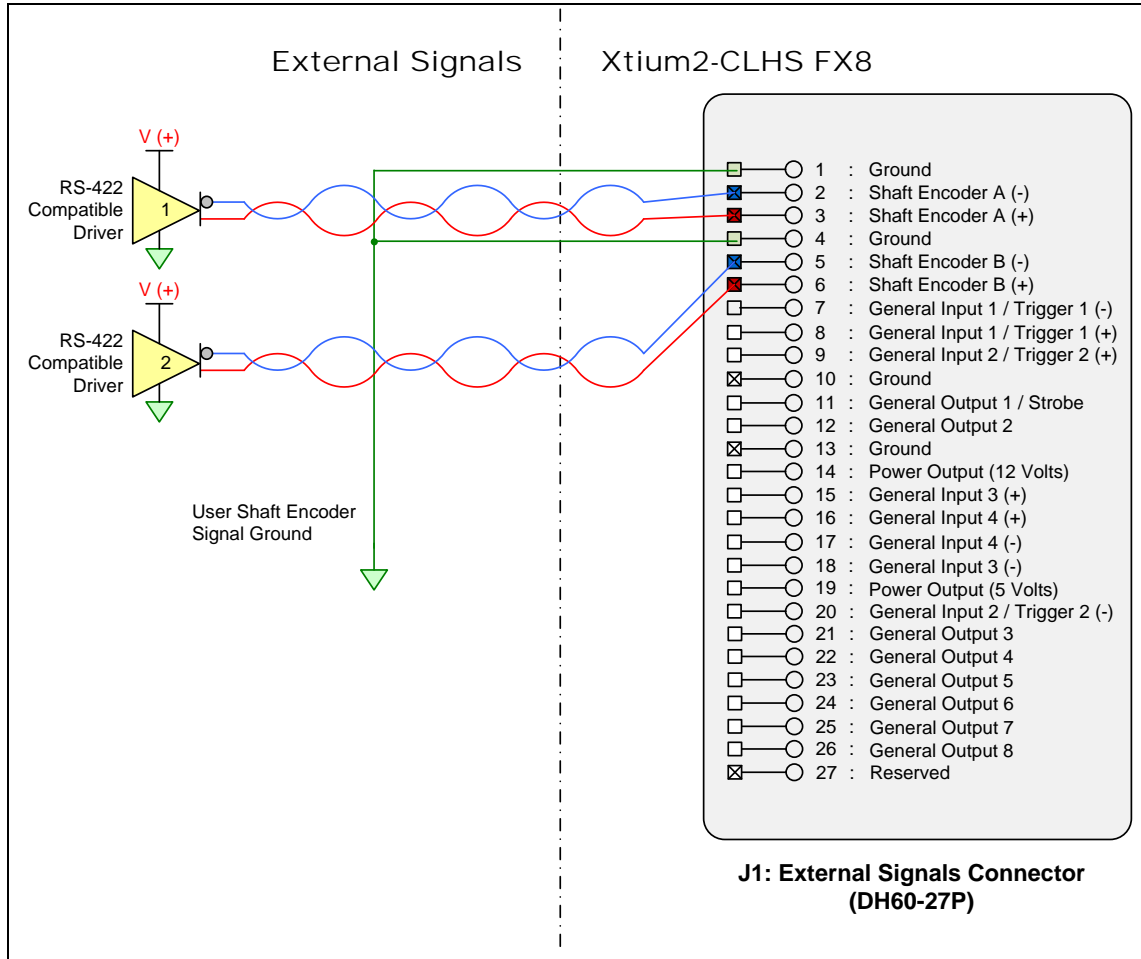 External Signals
Xtium2-CLHS FX8
V (+)
RS-422
Compatible
Driver
1
V (+)
RS-422
Compatible
Driver
2
User Shaft Encoder
Signal Ground
1 : Ground
2 : Shaft Encoder A (-)
3 : Shaft Encoder A (+)
4 : Ground
5 : Shaft Encoder B (-)
6 : Shaft Encoder B (+)
7 : General Input 1 / Trigger 1 (-)
8 : General Input 1 / Trigger 1 (+)
9 : General Input 2 / Trigger 2 (+)
10 : Ground
11 : General Output 1 / Strobe
12 : General Output 2
13 : Ground
14 : Power Output (12 Volts)
15 : General Input 3 (+)
16 : General Input 4 (+)
17 : General Input 4 (-)
18 : General Input 3 (-)
19 : Power Output (5 Volts)
20 : General Input 2 / Trigger 2 (-)
21 : General Output 3
22 : General Output 4
23 : General Output 5
24 : General Output 6
25 : General Output 7
26 : General Output 8
27 : Reserved
J1: External Signals Connector
(DH60-27P)